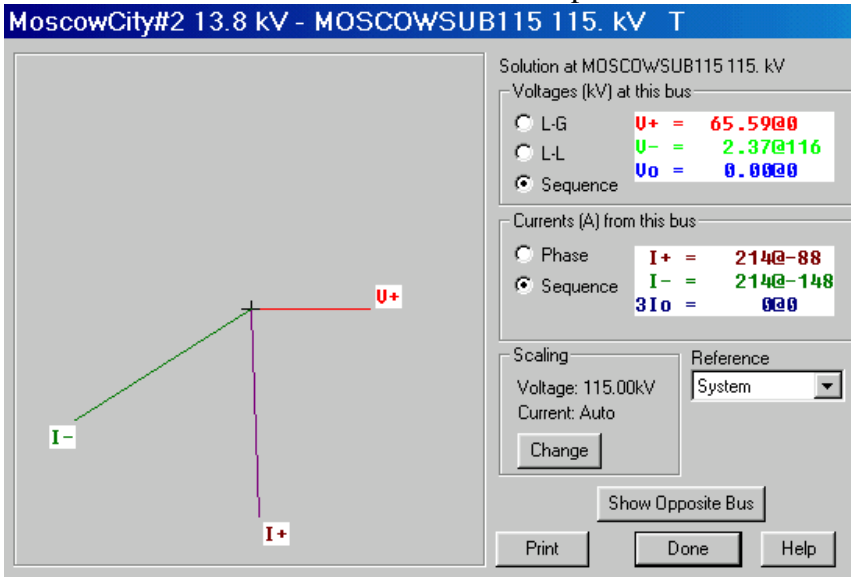 MoscowCity#2 13.8 kV - MOSCOWSUB115 115. kV T
Solution at MOSCOWSUB115 115. kV
Voltages (kV) at this bus
L-G
L-L
Sequence
V+ = 65.59@0
V- = 2.37@116
Vo = 0.00@0
Currents (A) from this bus
Phase
Sequence
I+ = 214@-88
I- = 214@-148
3Io = 0@0
V+
I-
I+
Scaling
Voltage: 115.00kV
Current: Auto
Change
Reference
System
Show Opposite Bus
Print
Done
Help